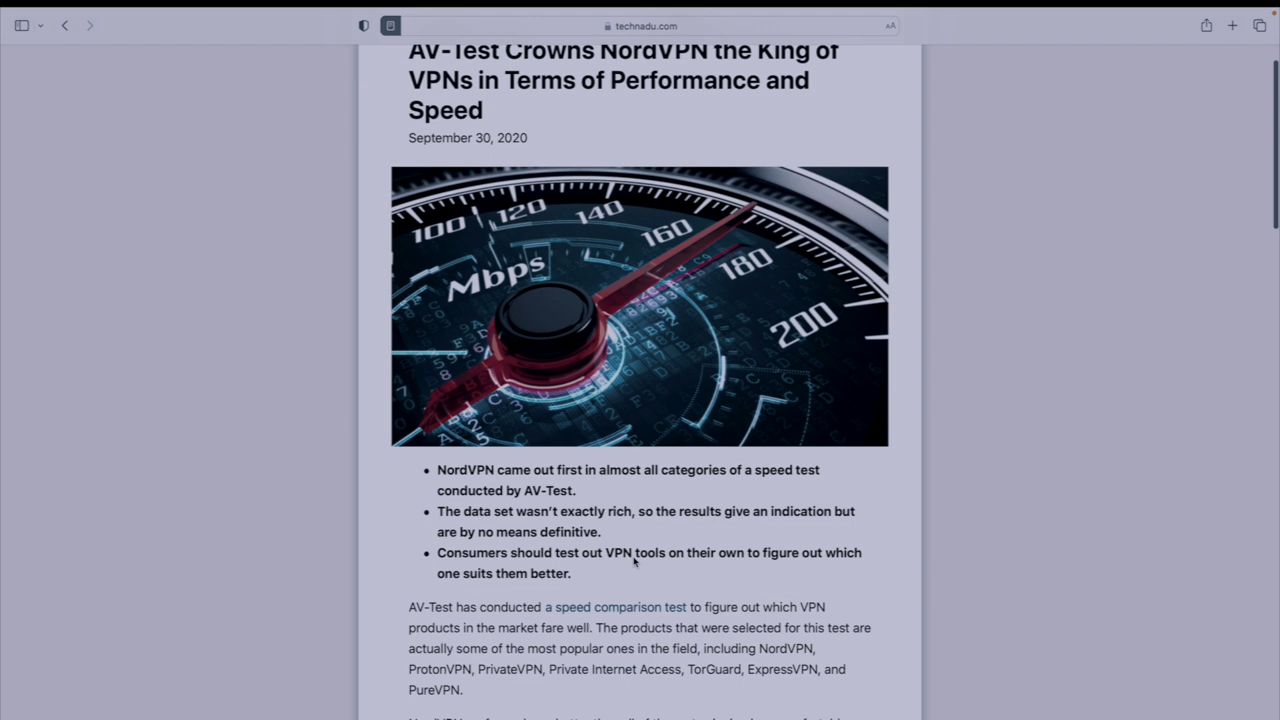 technadu.com
AV-Test Crowns NordVPN the King of
VPNs in Terms of Performance and
Speed
September 30, 2020
100 120 140 160 180 200
Mbps
• NordVPN came out first in almost all categories of a speed test
conducted by AV-Test.
• The data set wasn’t exactly rich, so the results give an indication but
are by no means definitive.
• Consumers should test out VPN tools on their own to figure out which
one suits them better.
AV-Test has conducted a speed comparison test to figure out which VPN
products in the market fare well. The products that were selected for this test are
actually some of the most popular ones in the field, including NordVPN,
ProtonVPN, PrivateVPN, Private Internet Access, TorGuard, ExpressVPN, and
PureVPN.